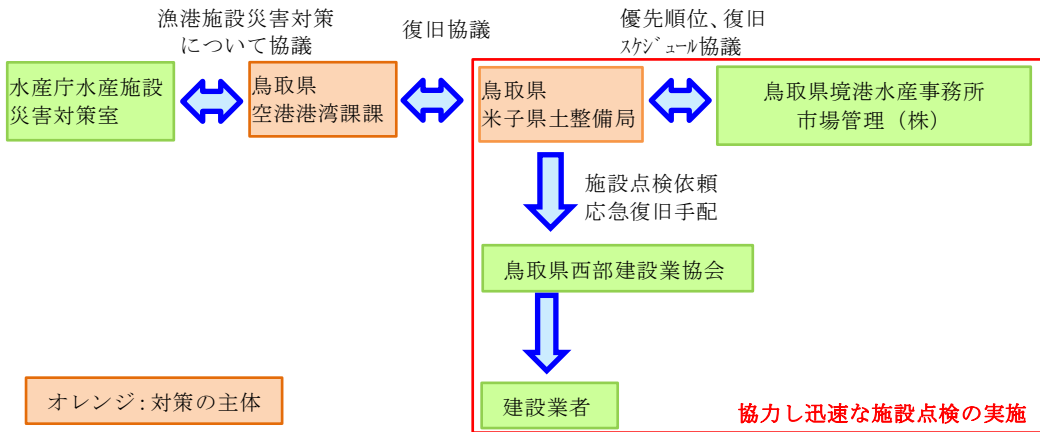 漁港施設災害対策
について協議
復旧協議
優先順位、復旧
ｽｹｼﾞｭｰﾙ協議
水産庁水産施設
災害対策室
鳥取県
空港港湾課課
鳥取県
米子県土整備局
鳥取県境港水産事務所
市場管理（株）
施設点検依頼
応急復旧手配
鳥取県西部建設業協会
建設業者
オレンジ:対策の主体
協力し迅速な施設点検の実施